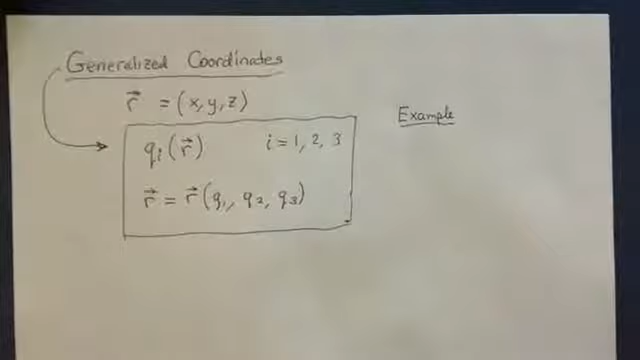 Generalized Coordinates
r⃗ = (x, y, z)
Example
qᵢ(r⃗) i = 1, 2, 3
r⃗ = r⃗(q₁, q₂, q₃)